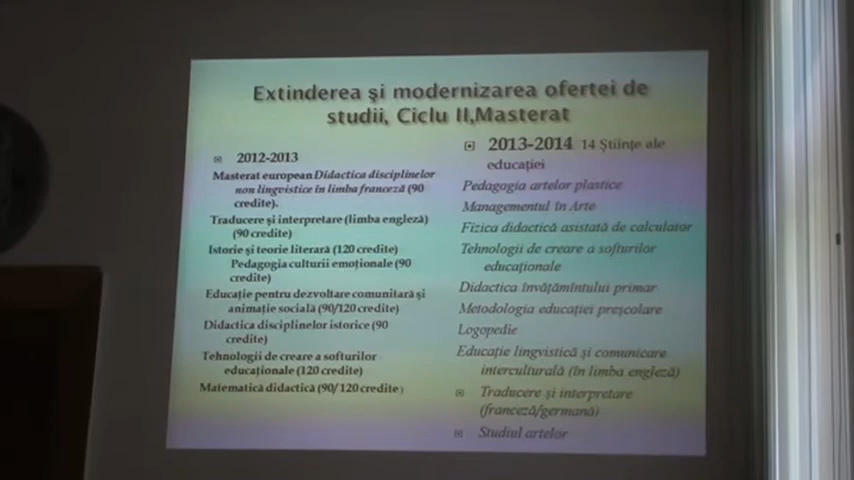 Extinderea şi modernizarea ofertei de
studii, Ciclu II,Masterat
2012-2013
Masterat european Didactica disciplinelor
non lingvistice în limba franceză (90
credite).
Traducere şi interpretare (limba engleză)
(90 credite)
Istorie şi teorie literară (120 credite)
Pedagogia culturii emoţionale (90
credite)
Educaţie pentru dezvoltare comunitară şi
animaţie socială (90/120 credite)
Didactica disciplinelor istorice (90
credite)
Tehnologii de creare a softurilor
educaţionale (120 credite)
Matematică didactică (90/120 credite)
2013-2014 14 Ştiinţe ale
educaţiei
Pedagogia artelor plastice
Managementul în Arte
Fizica didactică asistată de calculator
Tehnologii de creare a softurilor
educaţionale
Didactica învăţămîntului primar
Metodologia educaţiei preşcolare
Logopedie
Educaţie lingvistică şi comunicare
interculturală (în limba engleză)
Traducere şi interpretare
(franceză/germană)
Studiul artelor